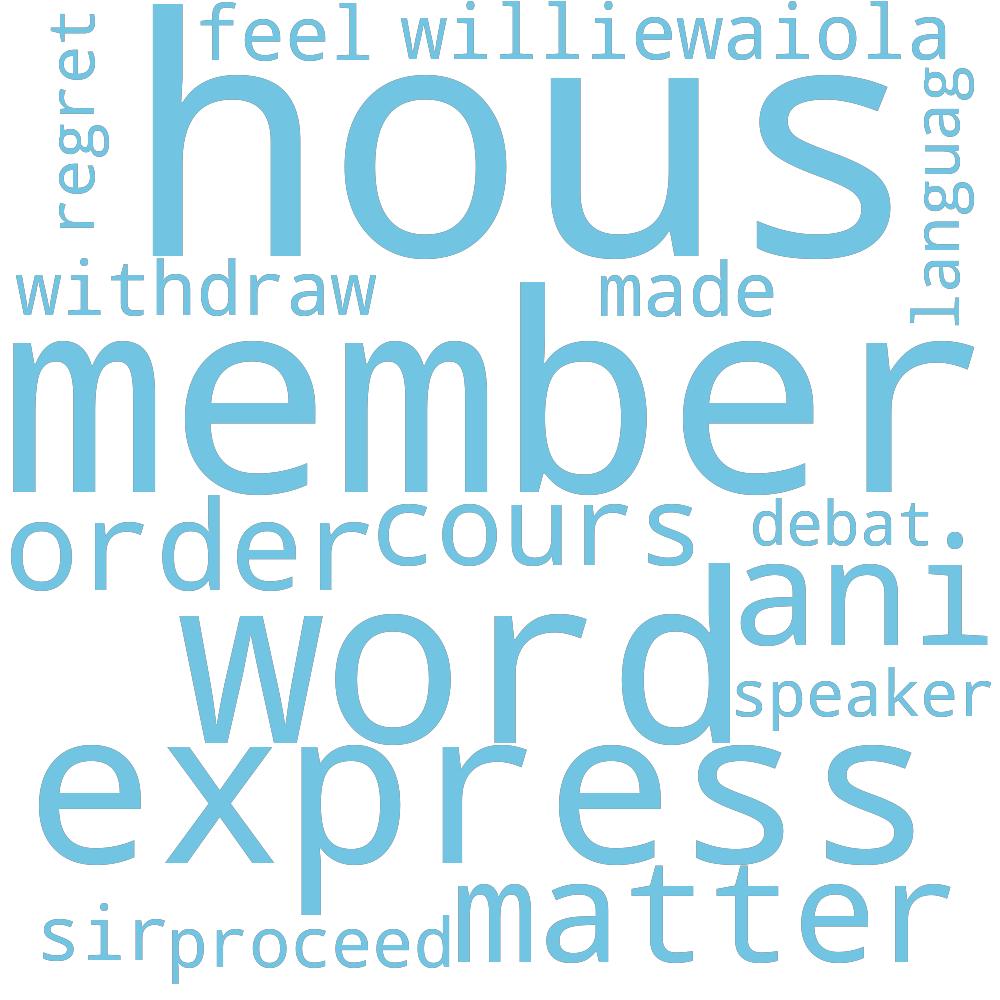 regret
feel
williewaiola
hous
languag
withdraw
made
member
order
cours
debat
ani
word
speaker
express
matter
sir
proceed